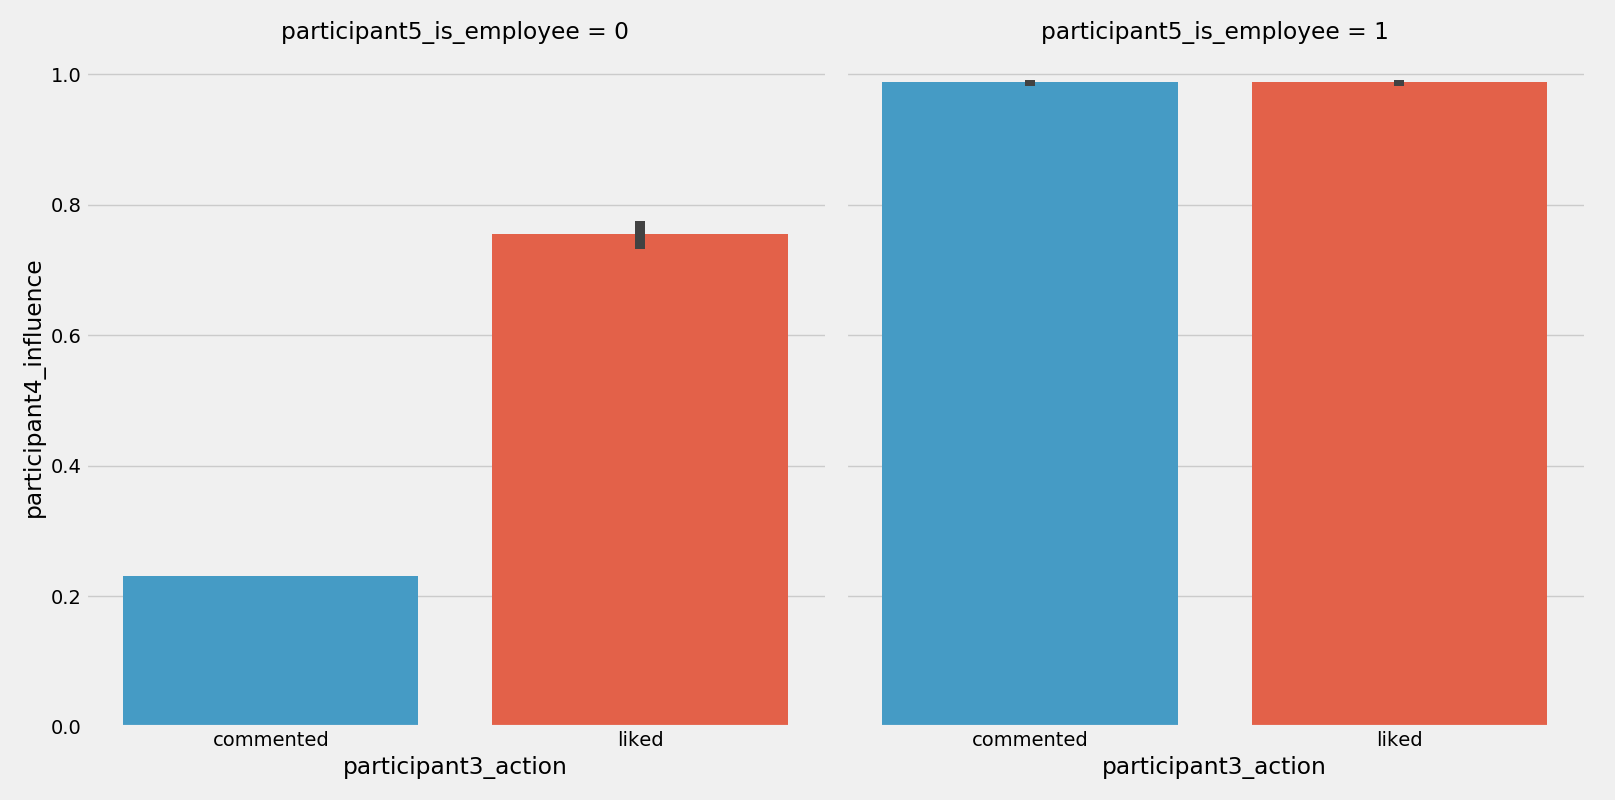 participant5_is_employee = 0
participant5_is_employee = 1
participant4_influence
1.0
0.8
0.6
0.4
0.2
0.0
commented
liked
commented
liked
participant3_action
participant3_action